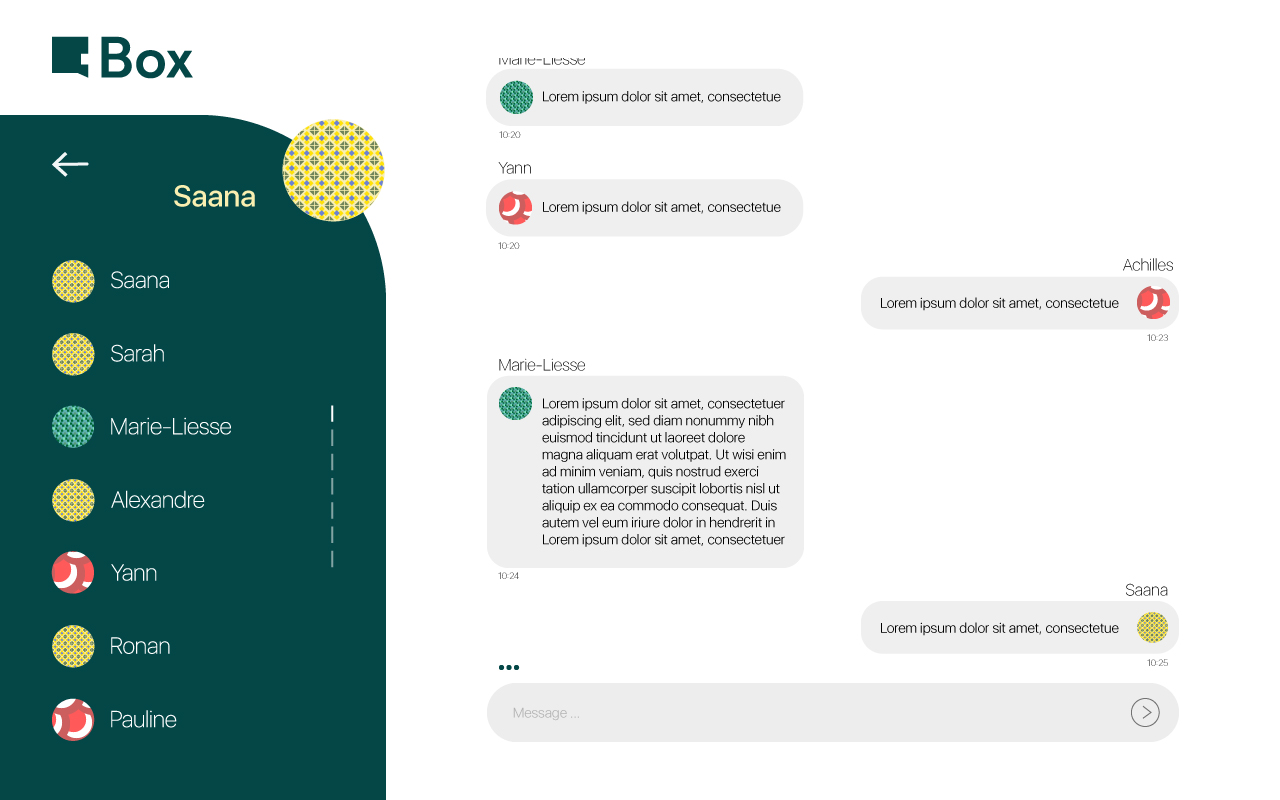 Box
Saana
Saana
Sarah
Marie-Liesse
Alexandre
Yann
Ronan
Pauline
Marie-Liesse
Lorem ipsum dolor sit amet, consectetue
10:20
Yann
Lorem ipsum dolor sit amet, consectetue
10:20
Achilles
Lorem ipsum dolor sit amet, consectetue
10:23
Marie-Liesse
Lorem ipsum dolor sit amet, consectetuer
adipiscing elit, sed diam nonummy nibh
euismod tincidunt ut laoreet dolore
magna aliquam erat volutpat. Ut wisi enim
ad minim veniam, quis nostrud exerci
tation ullamcorper suscipit lobortis nisl ut
aliquip ex ea commodo consequat. Duis
autem vel eum iriure dolor in hendrerit in
Lorem ipsum dolor sit amet, consectetuer
10:24
Saana
Lorem ipsum dolor sit amet, consectetue
10:25
Message ...